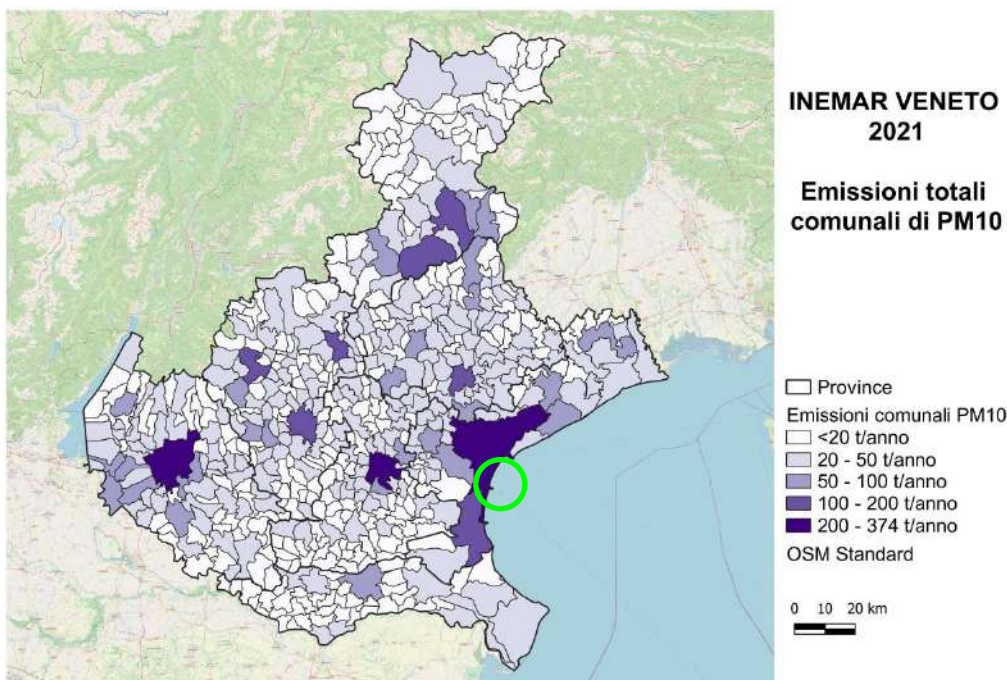 INEMAR VENETO
2021
Emissioni totali
comunali di PM10
Province
Emissioni comunali PM10
<20 t/anno
20 - 50 t/anno
50 - 100 t/anno
100 - 200 t/anno
200 - 374 t/anno
OSM Standard
0 10 20 km